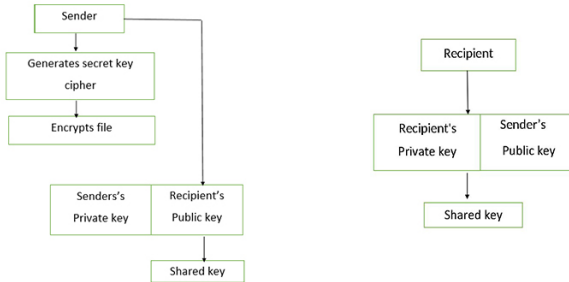 Sender
Generates secret key
cipher
Encrypts file
Senders's
Private key
Recipient's
Public key
Shared key
Recipient
Recipient's
Private key
Sender's
Public key
Shared key